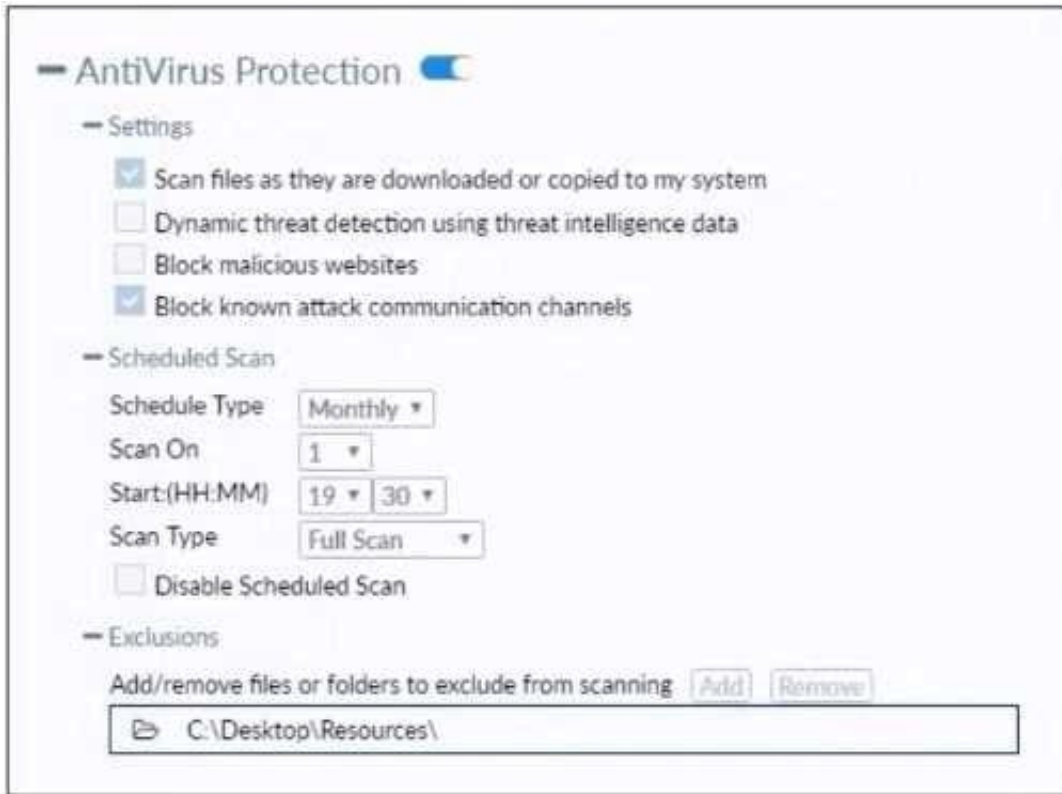 AntiVirus Protection
Settings
Scan files as they are downloaded or copied to my system
Dynamic threat detection using threat intelligence data
Block malicious websites
Block known attack communication channels
Scheduled Scan
Schedule Type Monthly
Scan On 1
Start:(HH:MM) 19 30
Scan Type Full Scan
Disable Scheduled Scan
Exclusions
Add/remove files or folders to exclude from scanning Add Remove
C:\Desktop\Resources\